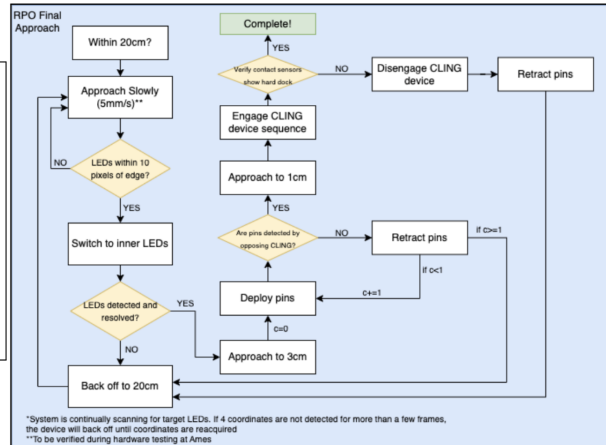 RPO Final
Approach
Within 20cm?
Approach Slowly
(5mm/s)**
NO
LEDs within 10
pixels of edge?
YES
Switch to inner LEDs
LEDs detected and
resolved?
YES
NO
Back off to 20cm
Complete!
YES
Verify contact sensors
show hard dock
NO
Disengage CLING
device
Retract pins
Engage CLING
device sequence
Approach to 1cm
YES
Are pins detected by
opposing CLING?
NO
Retract pins
if c>=1
if c<1
c+=1
Deploy pins
c=0
Approach to 3cm
*System is continually scanning for target LEDs. If 4 coordinates are not detected for more than a few frames,
the device will back off until coordinates are reacquired
**To be verified during hardware testing at Ames